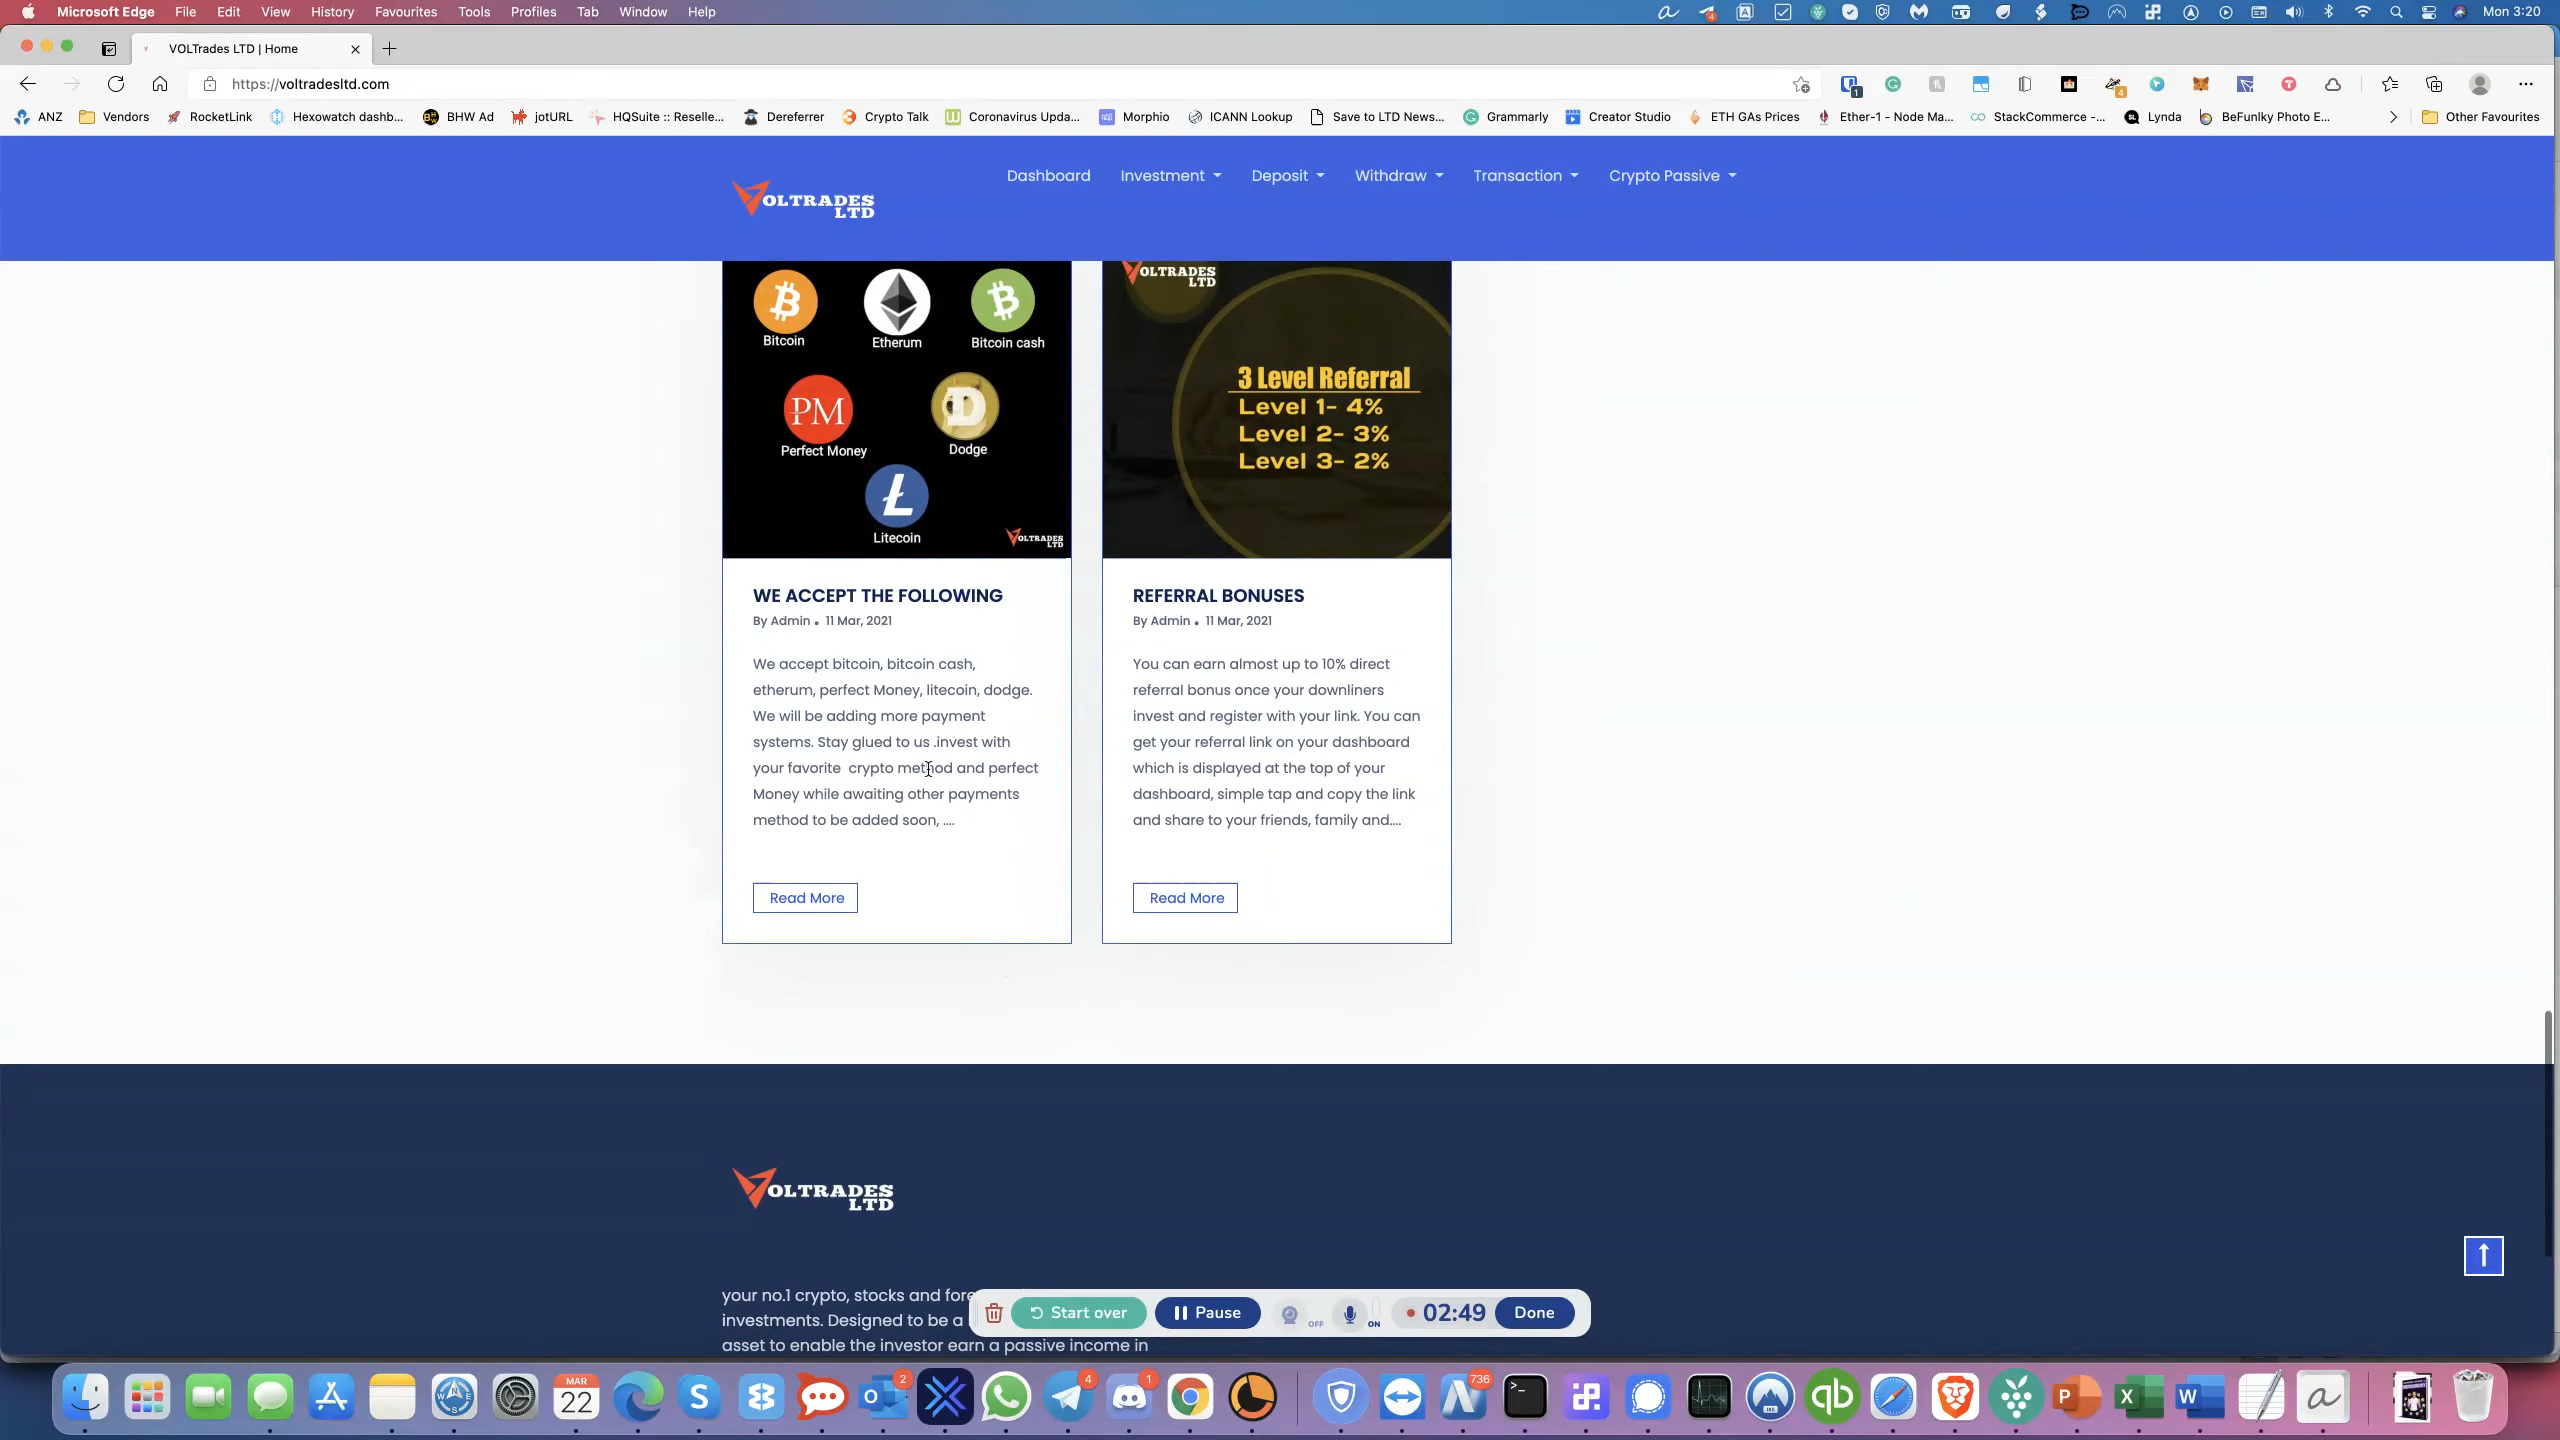 Microsoft Edge File Edit View History Favourites Tools Profiles Tab Window Help
4
Mon 3:20
VOLTrades LTD | Home
https://voltradesltd.com
1
4
ANZ Vendors RocketLink Hexowatch dashb... BHW Ad jotURL HQSuite :: Reselle... Dereferrer Crypto Talk Coronavirus Upda... Morphio ICANN Lookup Save to LTD News... Grammarly Creator Studio ETH GAs Prices Ether-1 - Node Ma... StackCommerce -... Lynda BeFunlky Photo E... Other Favourites
VOLTRADES
LTD
Dashboard Investment Deposit Withdraw Transaction Crypto Passive
Bitcoin Etherum Bitcoin cash
PM
Perfect Money Dodge
Litecoin
VOLTRADES
LTD
WE ACCEPT THE FOLLOWING
By Admin • 11 Mar, 2021
We accept bitcoin, bitcoin cash,
etherum, perfect Money, litecoin, dodge.
We will be adding more payment
systems. Stay glued to us .invest with
your favorite  crypto method and perfect
Money while awaiting other payments
method to be added soon, ....
Read More
VOLTRADES
LTD
3 Level Referral
Level 1- 4%
Level 2- 3%
Level 3- 2%
REFERRAL BONUSES
By Admin • 11 Mar, 2021
You can earn almost up to 10% direct
referral bonus once your downliners
invest and register with your link. You can
get your referral link on your dashboard
which is displayed at the top of your
dashboard, simple tap and copy the link
and share to your friends, family and....
Read More
VOLTRADES
LTD
your no.1 crypto, stocks and fore
investments. Designed to be a
asset to enable the investor earn a passive income in
Start over Pause OFF ON 02:49 Done
MAR
22
2
4
1
736